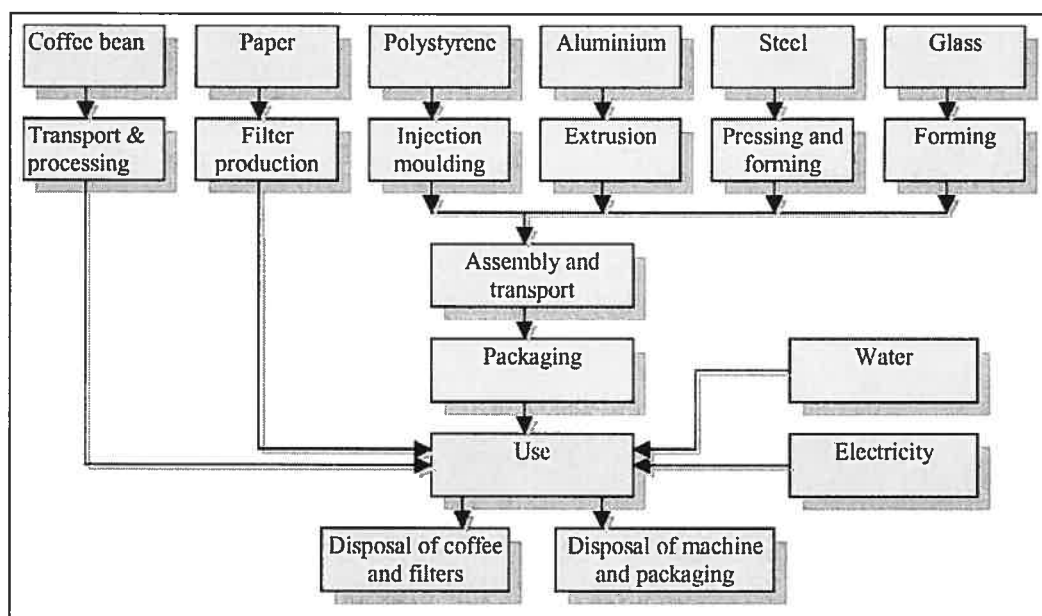 Coffee bean
Paper
Polystyrene
Aluminium
Steel
Glass
Transport &
processing
Filter
production
Injection
moulding
Extrusion
Pressing and
forming
Forming
Assembly and
transport
Packaging
Water
Use
Electricity
Disposal of coffee
and filters
Disposal of machine
and packaging